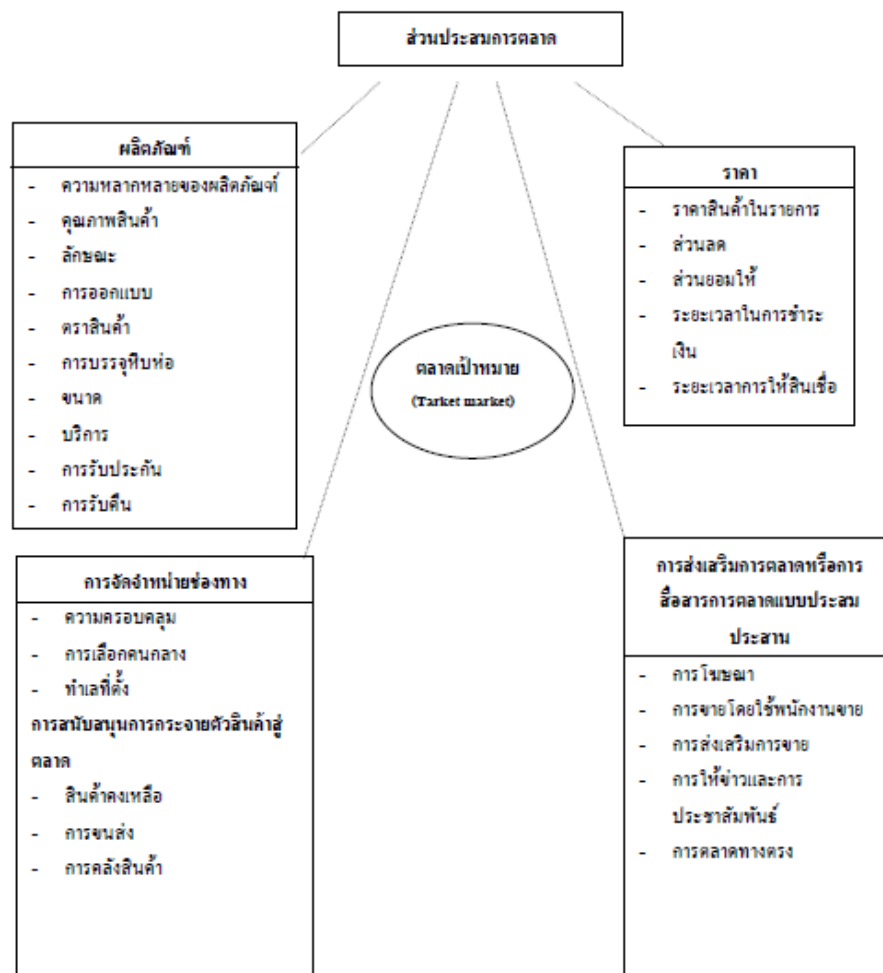 ส่วนประสมการตลาด
ผลิตภัณฑ์
- ความหลากหลายของผลิตภัณฑ์
- คุณภาพสินค้า
- ลักษณะ
- การออกแบบ
- ตราสินค้า
- การบรรจุหีบห่อ
- ขนาด
- บริการ
- การรับประกัน
- การรับคืน
ราคา
- ราคาสินค้าในรายการ
- ส่วนลด
- ส่วนยอมให้
- ระยะเวลาในการชำระ
เงิน
- ระยะเวลาการให้สินเชื่อ
ตลาดเป้าหมาย
(Tarket market)
การจัดจำหน่ายช่องทาง
- ความครอบคลุม
- การเลือกคนกลาง
- ทำเลที่ตั้ง
การสนับสนุนการกระจายตัวสินค้าสู่
ตลาด
- สินค้าคงเหลือ
- การขนส่ง
- การคลังสินค้า
การส่งเสริมการตลาดหรือการ
สื่อสารการตลาดแบบประสม
ประสาน
- การโฆษณา
- การขายโดยใช้พนักงานขาย
- การส่งเสริมการขาย
- การให้ข่าวและการ
ประชาสัมพันธ์
- การตลาดทางตรง